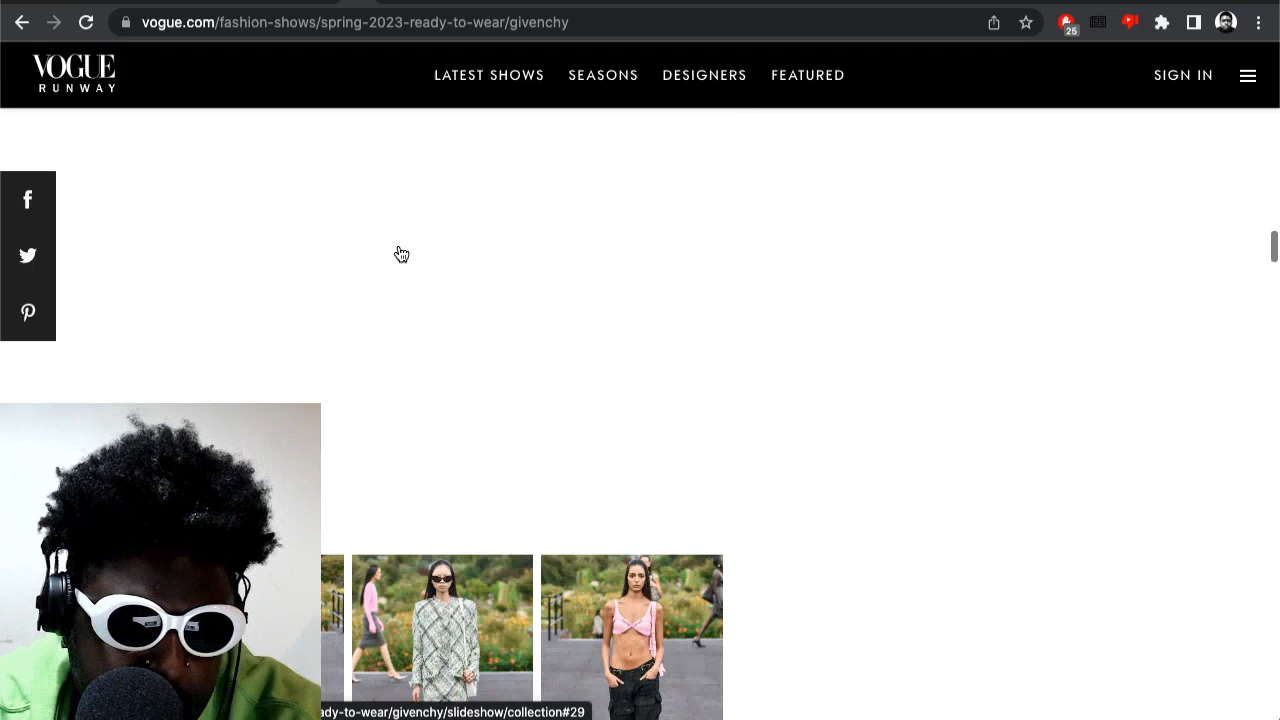 vogue.com/fashion-shows/spring-2023-ready-to-wear/givenchy
25
VOGUE
RUNWAY
LATEST SHOWS
SEASONS
DESIGNERS
FEATURED
SIGN IN
ady-to-wear/givenchy/slideshow/collection#29